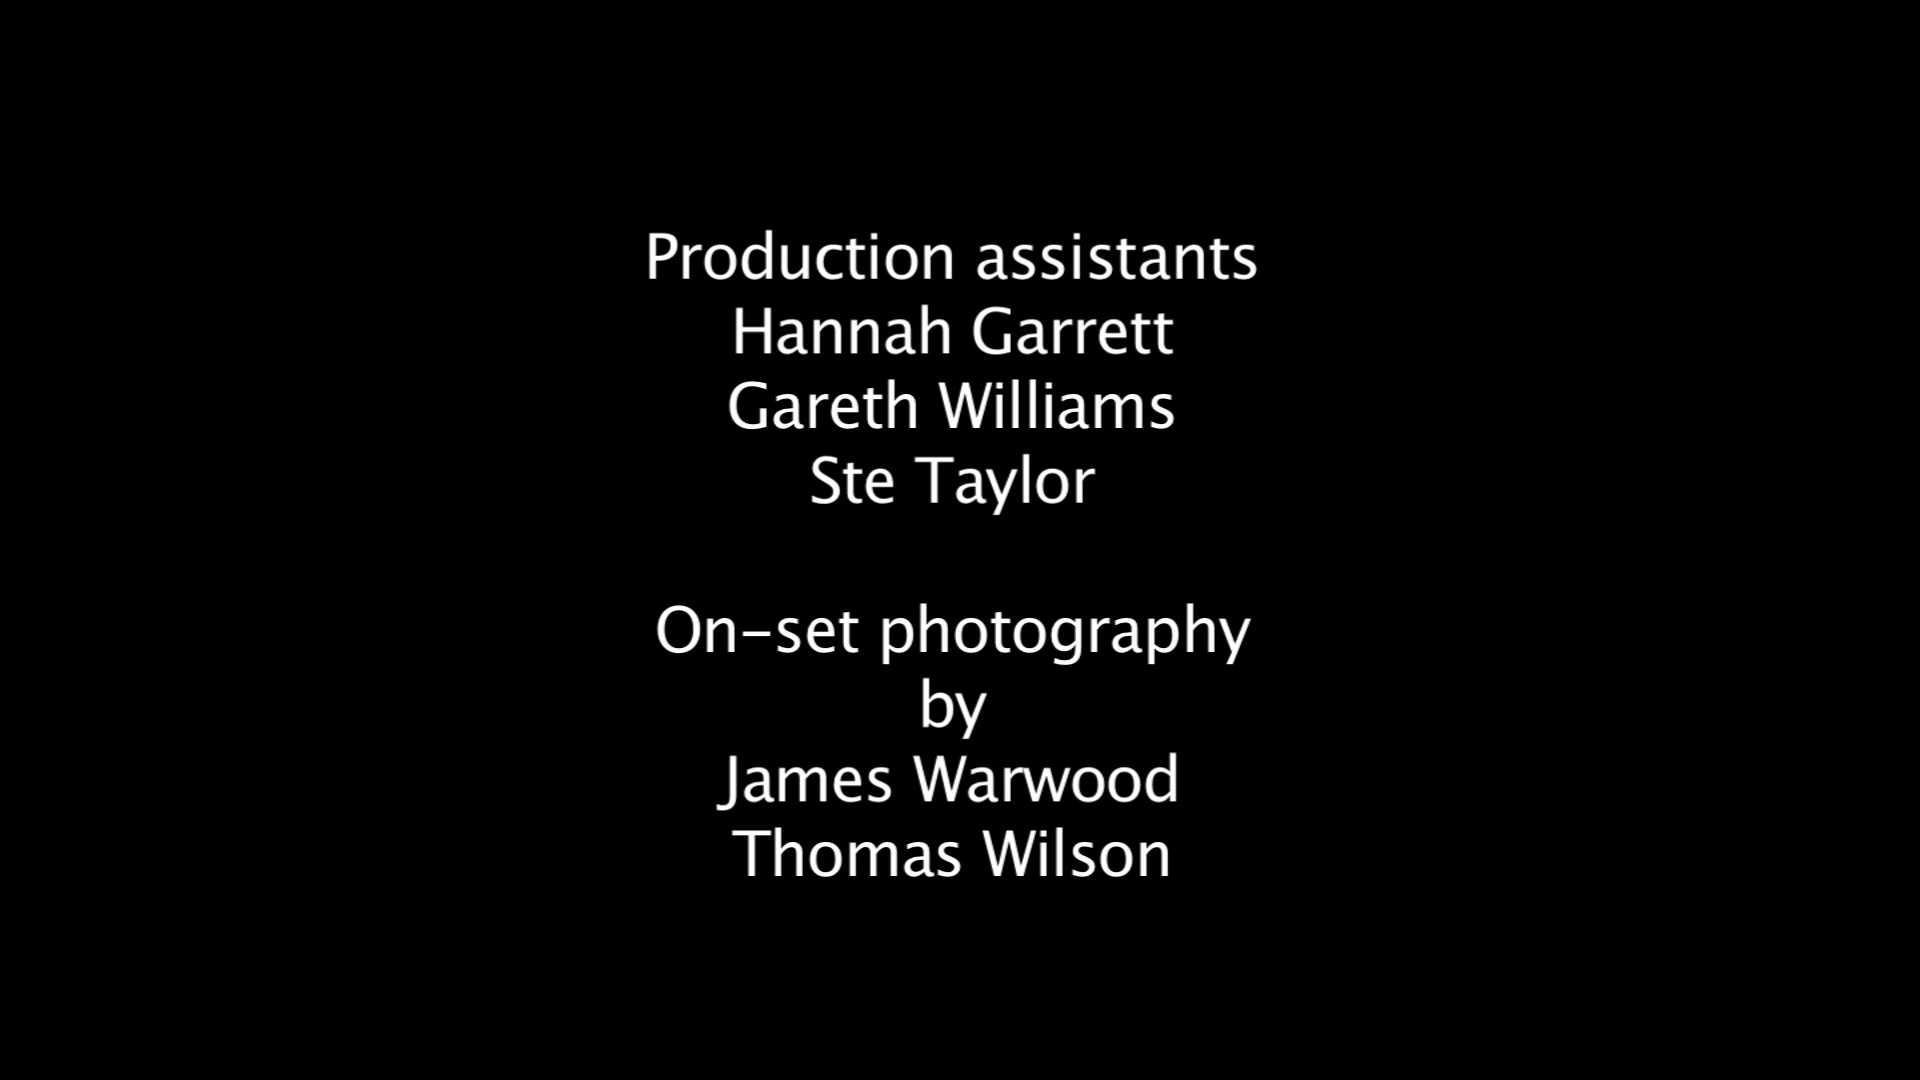 Production assistants
Hannah Garrett
Gareth Williams
Ste Taylor
On-set photography
by
James Warwood
Thomas Wilson